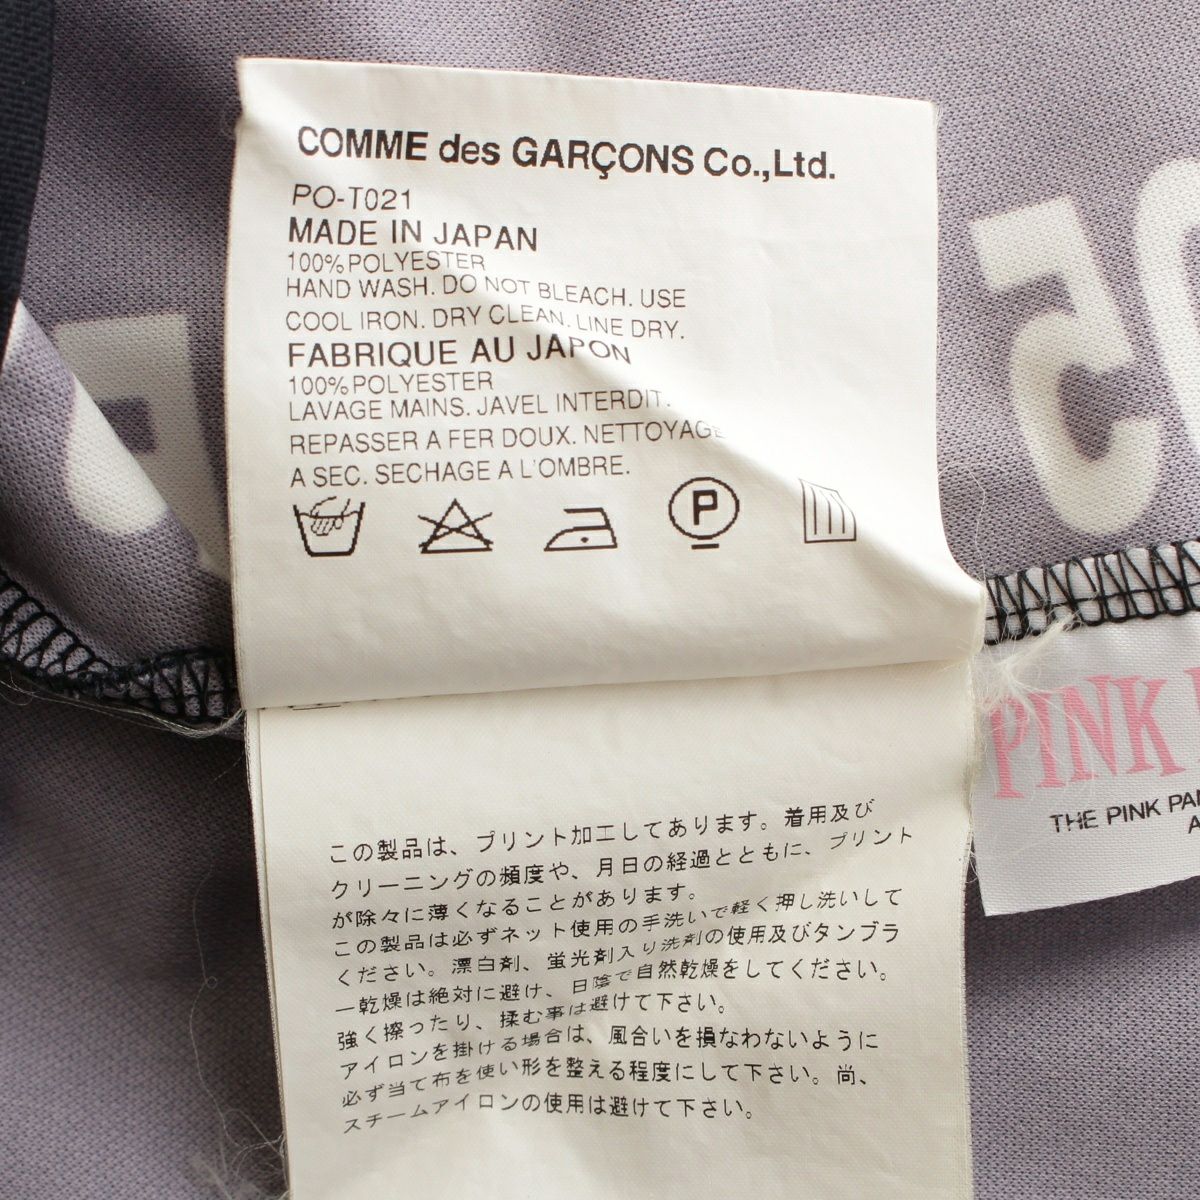 COMME des GARÇONS Co.,Ltd.
PO-T021
MADE IN JAPAN
100%POLYESTER
HAND WASH. DO NOT BLEACH. USE
COOL IRON. DRY CLEAN. LINE DRY.
FABRIQUE AU JAPON
100%POLYESTER
LAVAGE MAINS. JAVEL INTERDIT.
REPASSER A FER DOUX. NETTOYAGE
A SEC. SECHAGE A L'OMBRE.
P
この製品は、プリント加工してあります。着用及び
クリーニングの頻度や、月日の経過とともに、プリント
が除々に薄くなることがあります。
この製品は必ずネット使用の手洗いで軽く押し洗いして
ください。漂白剤、蛍光剤入り洗剤の使用及びタンブラ
ー乾燥は絶対に避け、日陰で自然乾燥をしてください。
強く擦ったり、揉む事は避けて下さい。
アイロンを掛ける場合は、風合いを損なわないように
必ず当て布を使い形を整える程度にして下さい。尚、
スチームアイロンの使用は避けて下さい。
PINK
THE PINK PAN